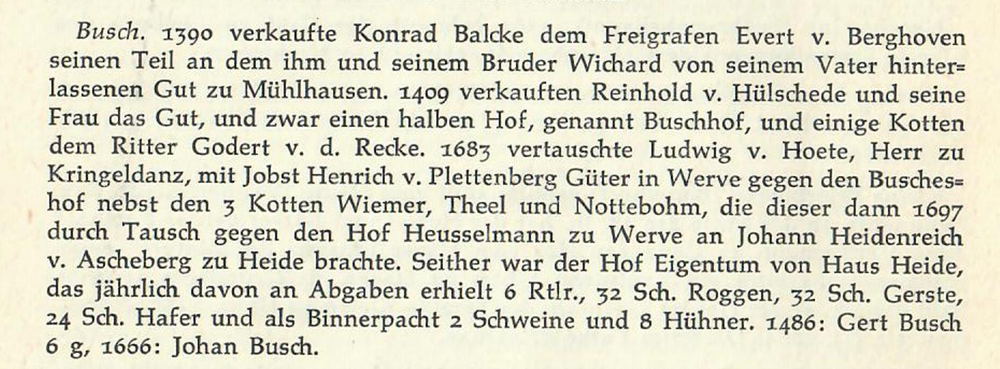 Busch. 1390 verkaufte Konrad Balcke dem Freigrafen Evert v. Berghoven
seinen Teil an dem ihm und seinem Bruder Wichard von seinem Vater hinter=
lassenen Gut zu Mühlhausen. 1409 verkauften Reinhold v. Hülschede und seine
Frau das Gut, und zwar einen halben Hof, genannt Buschhof, und einige Kotten
dem Ritter Godert v. d. Recke. 1683 vertauschte Ludwig v. Hoete, Herr zu
Kringeldanz, mit Jobst Henrich v. Plettenberg Güter in Werve gegen den Busches=
hof nebst den 3 Kotten Wiemer, Theel und Nottebohm, die dieser dann 1697
durch Tausch gegen den Hof Heusselmann zu Werve an Johann Heidenreich
v. Ascheberg zu Heide brachte. Seither war der Hof Eigentum von Haus Heide,
das jährlich davon an Abgaben erhielt 6 Rtlr., 32 Sch. Roggen, 32 Sch. Gerste,
24 Sch. Hafer und als Binnerpacht 2 Schweine und 8 Hühner. 1486: Gert Busch
6 g, 1666: Johan Busch.